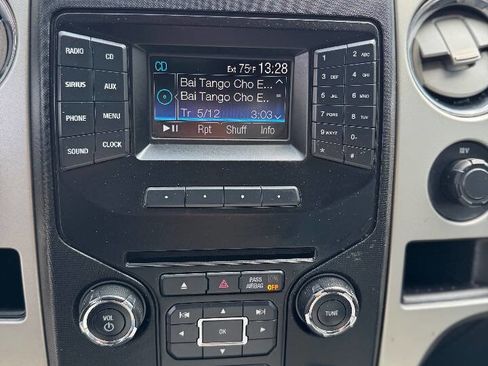 RADIO CD
SIRIUS AUX
PHONE MENU
SOUND CLOCK
CD Ext 75°F 13:28
Bai Tango Cho E...
Bai Tango Cho E..
Tr 5/12 3:03
Rpt Shuff Info
1 2 ABC
3 DEF 4 GHI
5 JKL 6 MNO
7 PQRS 8 TUV
9 WXYZ 0
* #
12V
PASS AIRBAG OFF
VOL
OK
TUNE